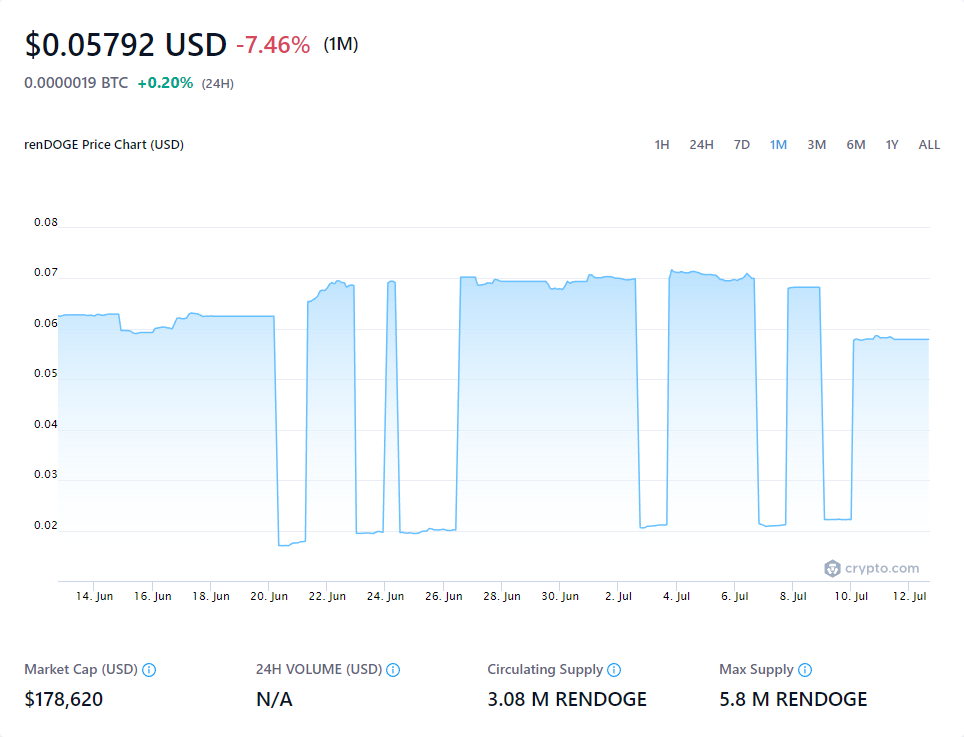 $0.05792 USD -7.46% (1M)
0.0000019 BTC +0.20% (24H)
renDOGE Price Chart (USD) 1H 24H 7D 1M 3M 6M 1Y ALL
0.08
0.07
0.06
0.05
0.04
0.03
0.02
crypto.com
14. Jun 16. Jun 18. Jun 20. Jun 22. Jun 24. Jun 26. Jun 28. Jun 30. Jun 2. Jul 4. Jul 6. Jul 8. Jul 10. Jul 12. Jul
Market Cap (USD) 24H VOLUME (USD) Circulating Supply Max Supply
$178,620 N/A 3.08 M RENDOGE 5.8 M RENDOGE